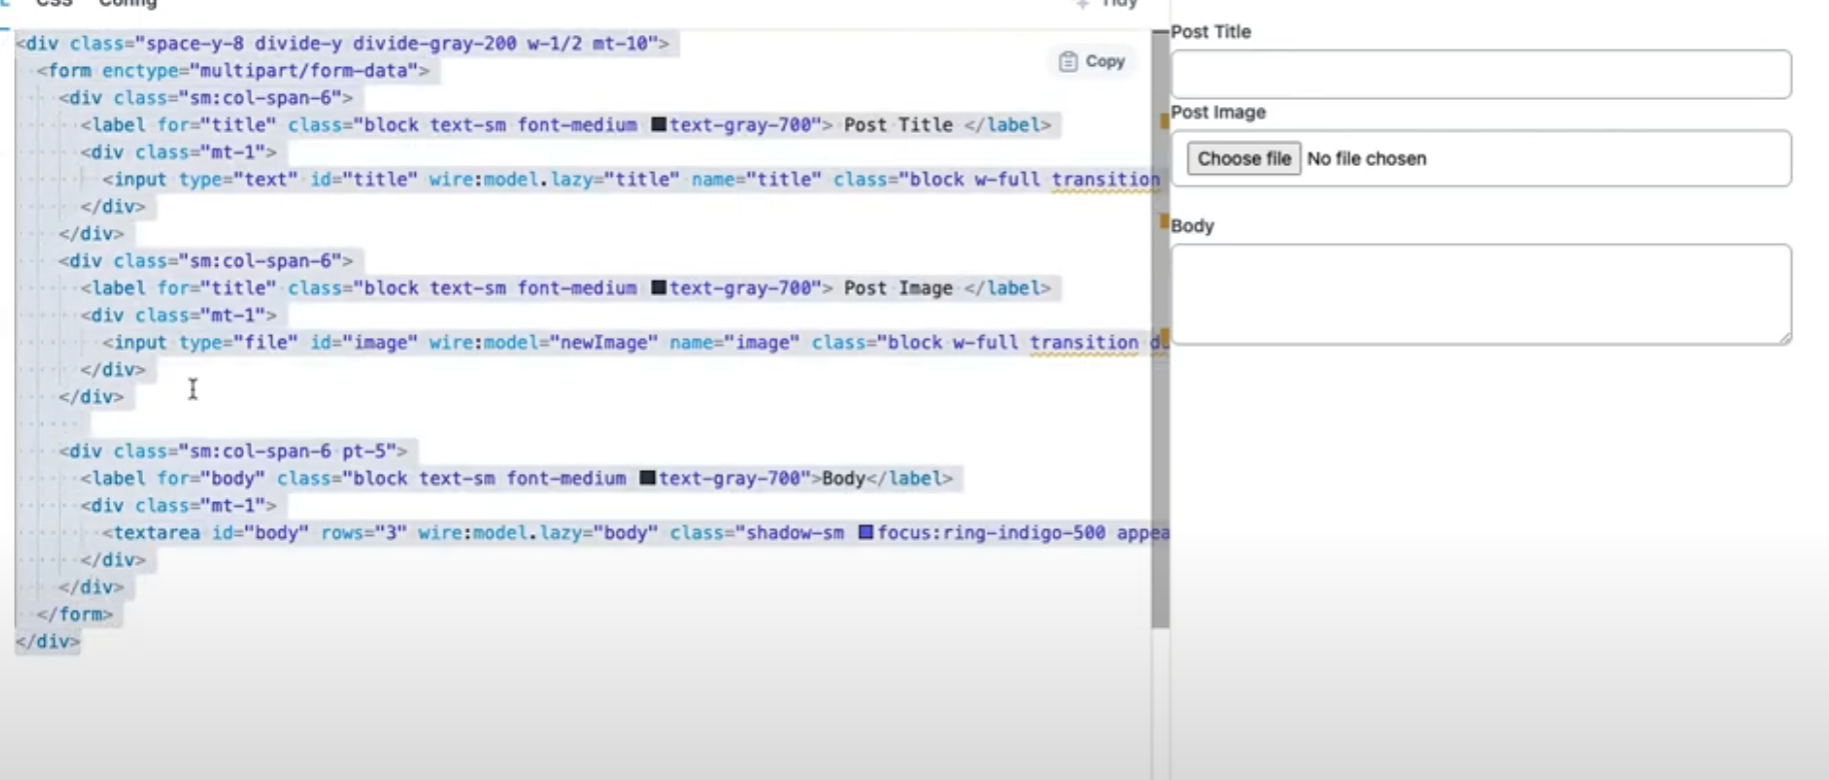 CSS Config
Tidy
Copy
<div class="space-y-8 divide-y divide-gray-200 w-1/2 mt-10">
<form enctype="multipart/form-data">
<div class="sm:col-span-6">
<label for="title" class="block text-sm font-medium text-gray-700"> Post Title </label>
<div class="mt-1">
<input type="text" id="title" wire:model.lazy="title" name="title" class="block w-full transition
</div>
</div>
<div class="sm:col-span-6">
<label for="title" class="block text-sm font-medium text-gray-700"> Post Image </label>
<div class="mt-1">
<input type="file" id="image" wire:model="newImage" name="image" class="block w-full transition d
</div>
</div>
<div class="sm:col-span-6 pt-5">
<label for="body" class="block text-sm font-medium text-gray-700">Body</label>
<div class="mt-1">
<textarea id="body" rows="3" wire:model.lazy="body" class="shadow-sm focus:ring-indigo-500 appea
</div>
</div>
</form>
</div>
Post Title
Post Image
Choose file No file chosen
Body